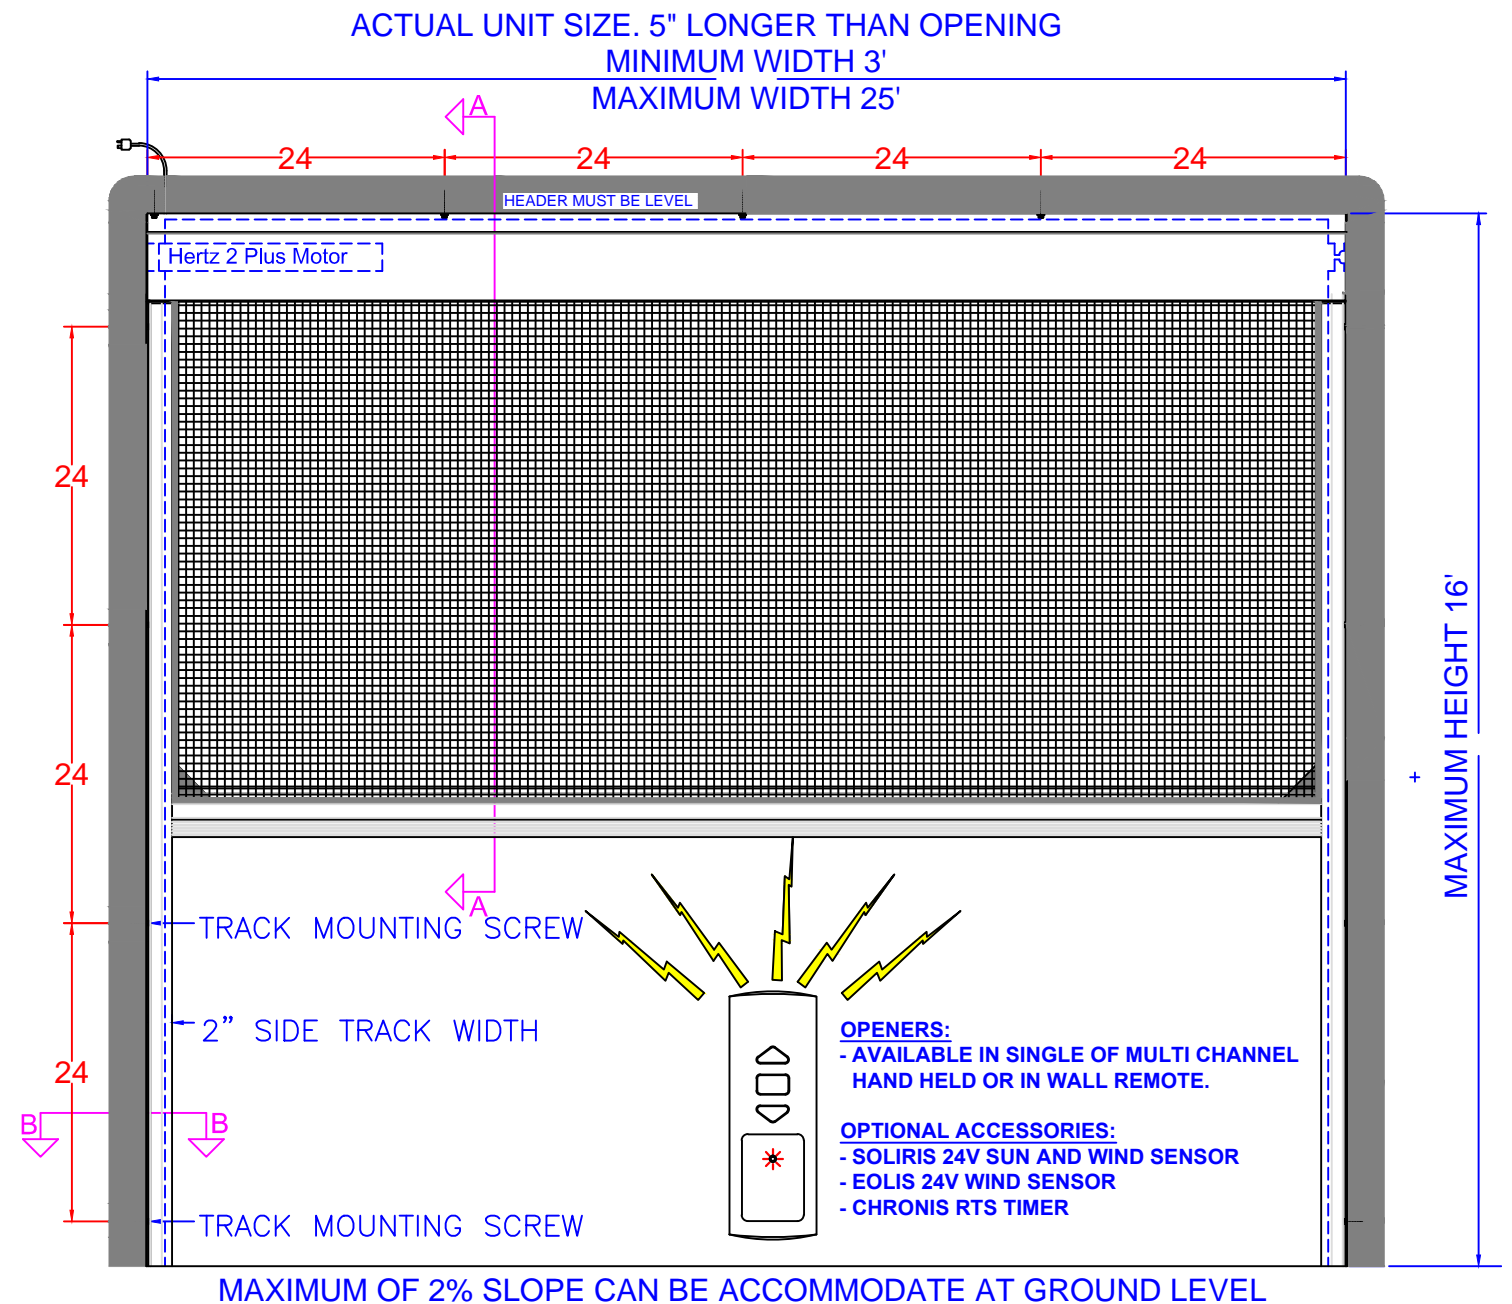 ACTUAL UNIT SIZE. 5" LONGER THAN OPENING
MINIMUM WIDTH 3'
MAXIMUM WIDTH 25'
A
24 24 24 24
HEADER MUST BE LEVEL
Hertz 2 Plus Motor
24
24
24
MAXIMUM HEIGHT 16'
+
A
TRACK MOUNTING SCREW
2” SIDE TRACK WIDTH
B B
TRACK MOUNTING SCREW
OPENERS:
- AVAILABLE IN SINGLE OF MULTI CHANNEL
HAND HELD OR IN WALL REMOTE.
OPTIONAL ACCESSORIES:
- SOLIRIS 24V SUN AND WIND SENSOR
- EOLIS 24V WIND SENSOR
- CHRONIS RTS TIMER
MAXIMUM OF 2% SLOPE CAN BE ACCOMMODATE AT GROUND LEVEL